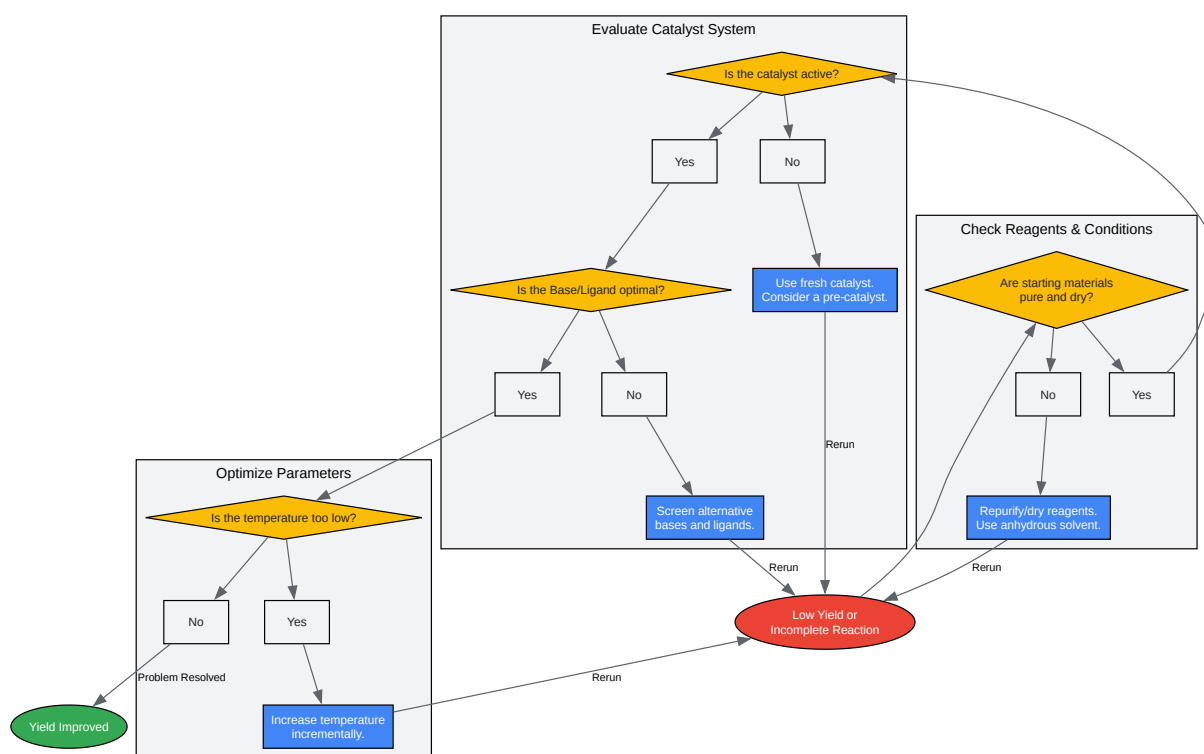 Evaluate Catalyst System
Is the catalyst active?
Yes
No
Use fresh catalyst.
Consider a pre-catalyst.
Is the Base/Ligand optimal?
Yes
No
Screen alternative
bases and ligands.
Rerun
Rerun
Check Reagents & Conditions
Are starting materials
pure and dry?
No
Yes
Repurify/dry reagents.
Use anhydrous solvent.
Rerun
Optimize Parameters
Is the temperature too low?
No
Yes
Problem Resolved
Increase temperature
incrementally.
Rerun
Low Yield or
Incomplete Reaction
Yield Improved